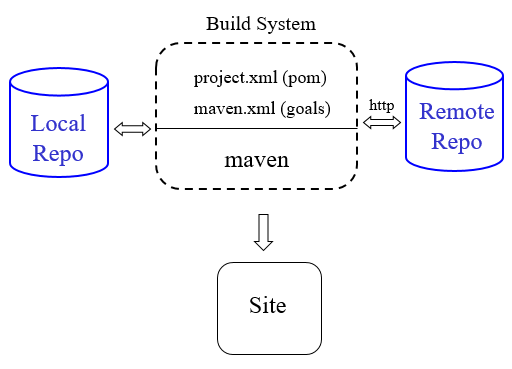 Build System
project.xml (pom)
maven.xml (goals)
maven
Local
Repo
http
Remote
Repo
Site